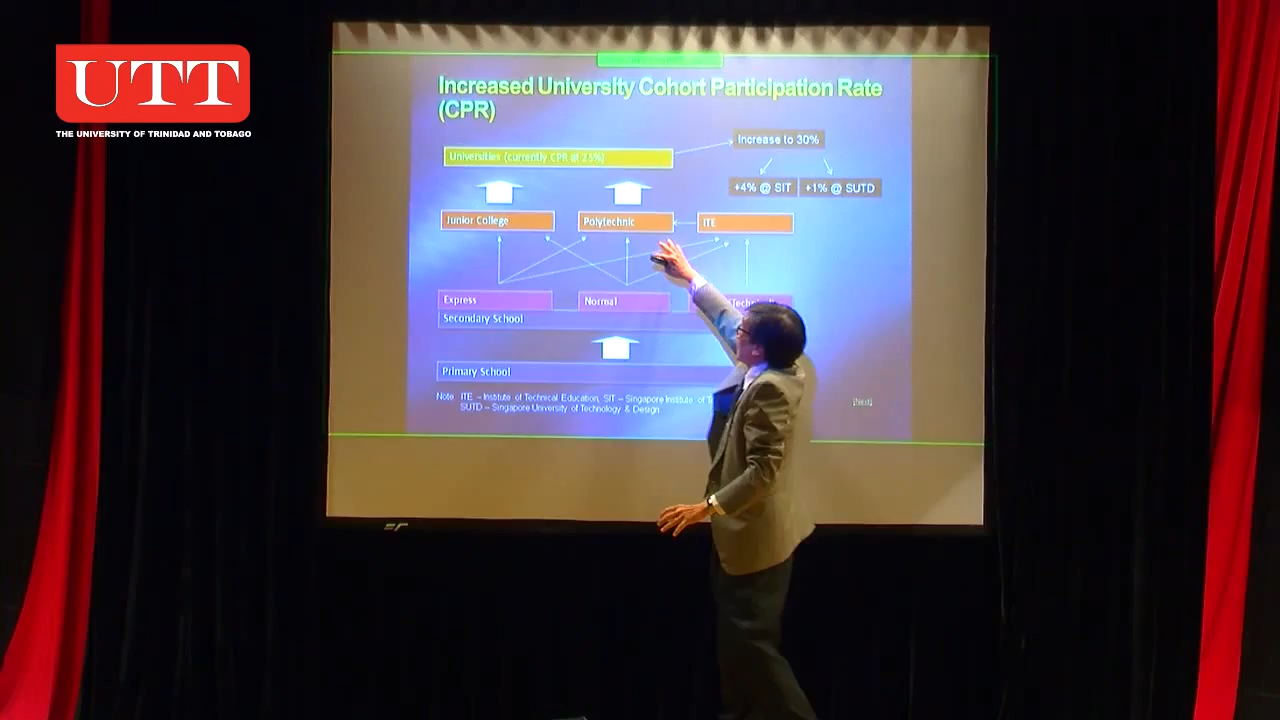 UTT
THE UNIVERSITY OF TRINIDAD AND TOBAGO
Increased University Cohort Participation Rate
(CPR)
Universities (currently CPR at 25%)
Increase to 30%
+4% @ SIT
+1% @ SUTD
Junior College
Polytechnic
ITE
Express
Normal
Secondary School
Primary School
Note ITE – Institute of Technical Education, SIT – Singapore Institute of
SUTD – Singapore University of Technology & Design
[Next]